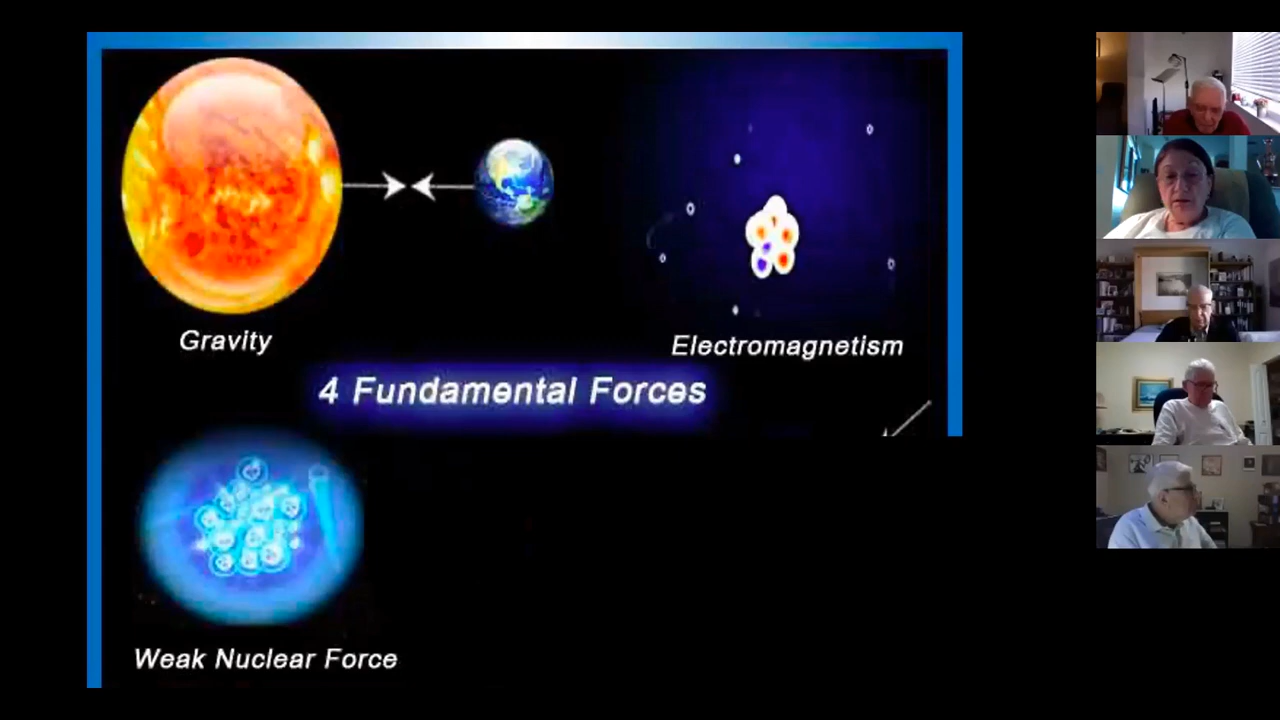 Gravity
Electromagnetism
4 Fundamental Forces
Weak Nuclear Force